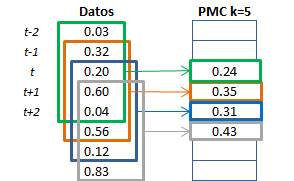 Datos PMC k=5
t-2 0.03
t-1 0.32
t 0.20 0.24
t+1 0.60 0.35
t+2 0.04 0.31
0.56 0.43
0.12
0.83